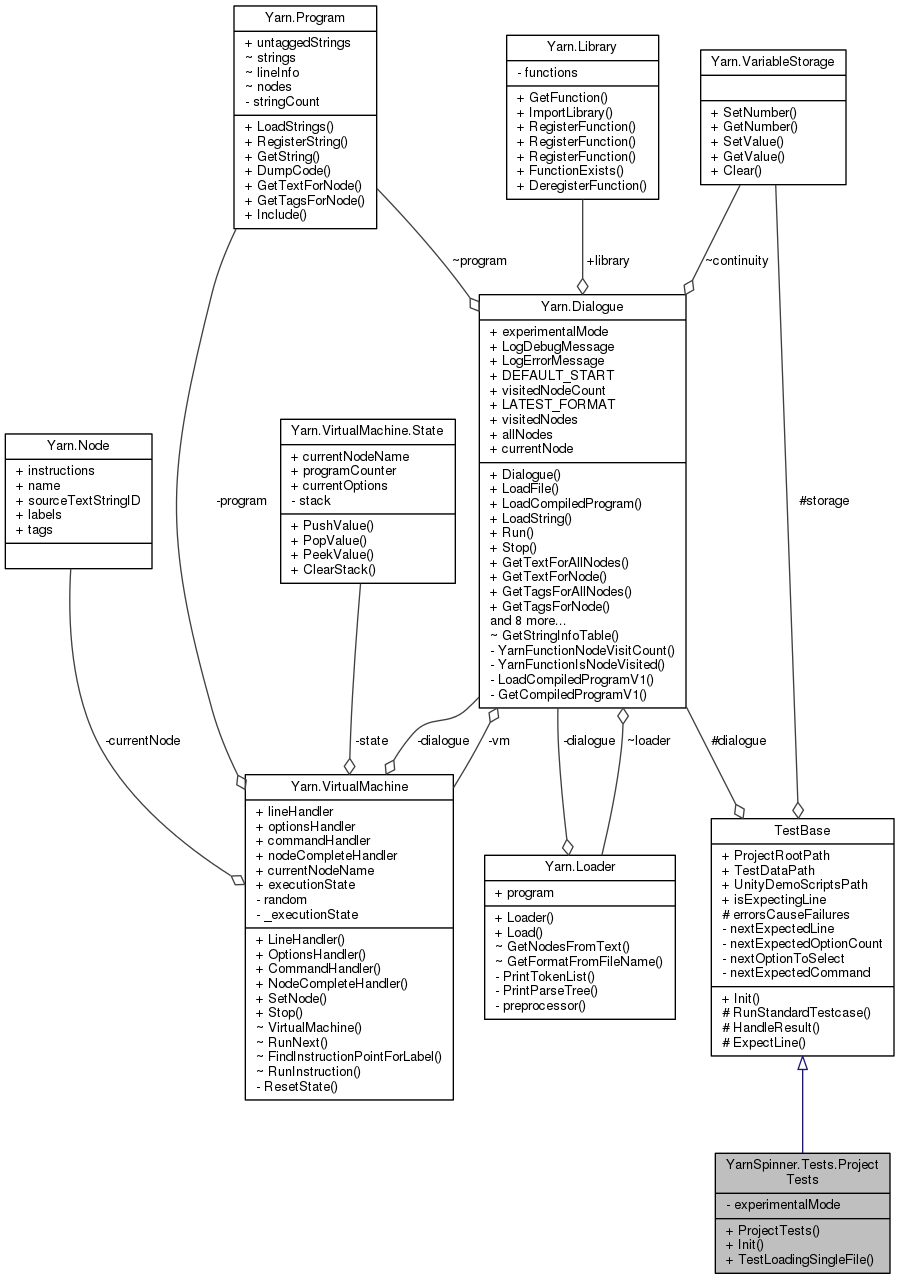 Yarn.Program
+ untaggedStrings
~ strings
~ lineInfo
~ nodes
- stringCount
+ LoadStrings()
+ RegisterString()
+ GetString()
+ DumpCode()
+ GetTextForNode()
+ GetTagsForNode()
+ Include()
Yarn.Library
- functions
+ GetFunction()
+ ImportLibrary()
+ RegisterFunction()
+ RegisterFunction()
+ RegisterFunction()
+ FunctionExists()
+ DeregisterFunction()
Yarn.VariableStorage
+ SetNumber()
+ GetNumber()
+ SetValue()
+ GetValue()
+ Clear()
~program
+library
~continuity
Yarn.Dialogue
+ experimentalMode
+ LogDebugMessage
+ LogErrorMessage
+ DEFAULT_START
+ visitedNodeCount
+ LATEST_FORMAT
+ visitedNodes
+ allNodes
+ currentNode
+ Dialogue()
+ LoadFile()
+ LoadCompiledProgram()
+ LoadString()
+ Run()
+ Stop()
+ GetTextForAllNodes()
+ GetTextForNode()
+ GetTagsForAllNodes()
+ GetTagsForNode()
and 8 more...
~ GetStringInfoTable()
- YarnFunctionNodeVisitCount()
- YarnFunctionIsNodeVisited()
- LoadCompiledProgramV1()
- GetCompiledProgramV1()
Yarn.Node
+ instructions
+ name
+ sourceTextStringID
+ labels
+ tags
-program
Yarn.VirtualMachine.State
+ currentNodeName
+ programCounter
+ currentOptions
- stack
+ PushValue()
+ PopValue()
+ PeekValue()
+ ClearStack()
#storage
-currentNode
-state
-dialogue
-vm
-dialogue
~loader
#dialogue
Yarn.VirtualMachine
+ lineHandler
+ optionsHandler
+ commandHandler
+ nodeCompleteHandler
+ currentNodeName
+ executionState
- random
- _executionState
+ LineHandler()
+ OptionsHandler()
+ CommandHandler()
+ NodeCompleteHandler()
+ SetNode()
+ Stop()
~ VirtualMachine()
~ RunNext()
~ FindInstructionPointForLabel()
~ RunInstruction()
- ResetState()
Yarn.Loader
+ program
+ Loader()
+ Load()
~ GetNodesFromText()
~ GetFormatFromFileName()
- PrintTokenList()
- PrintParseTree()
- preprocessor()
TestBase
+ ProjectRootPath
+ TestDataPath
+ UnityDemoScriptsPath
+ isExpectingLine
# errorsCauseFailures
- nextExpectedLine
- nextExpectedOptionCount
- nextOptionToSelect
- nextExpectedCommand
+ Init()
# RunStandardTestcase()
# HandleResult()
# ExpectLine()
YarnSpinner.Tests.Project
Tests
- experimentalMode
+ ProjectTests()
+ Init()
+ TestLoadingSingleFile()